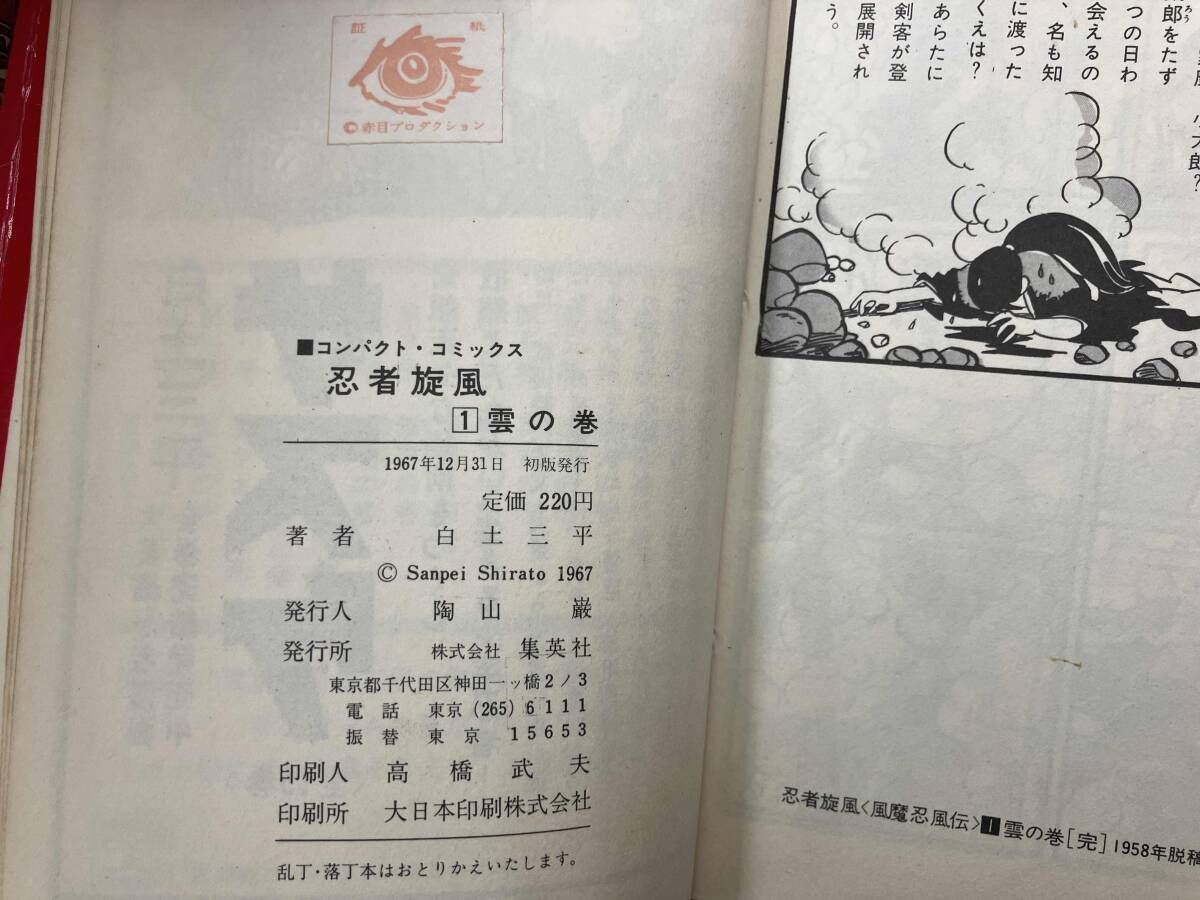 証 紙
©赤目プロダクション
■コンパクト・コミックス
忍者旋風
1雲の巻
1967年12月31日 初版発行
定価 220円
著者 白土三平
© Sanpei Shirato 1967
発行人 陶山 巌
発行所 株式会社 集英社
東京都千代田区神田一ッ橋2ノ3
電話 東京 (265) 6111
振替 東京 15653
印刷人 高橋武夫
印刷所 大日本印刷株式会社
乱丁・落丁本はおとりかえいたします。
郎をたず
つの日わ
会えるの
、名も知
に渡った
くえは?
あらたに
剣客が登
展開され
う。
忍者旋風〈風魔忍風伝〉1雲の巻[完]1958年脱稿